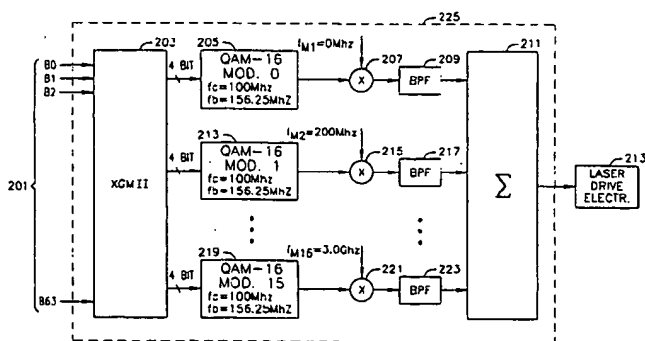 225
203
205
207
209
211
B0
B1
B2
4 BIT
QAM-16
MOD. 0
fc=100Mhz
fb=156.25MhZ
fM1=0Mhz
X
BPF
213
215
217
213
201
XGMII
4 BIT
QAM-16
MOD. 1
fc=100Mhz
fb=156.25MhZ
fM2=200Mhz
X
BPF
Σ
LASER
DRIVE
ELECTR.
219
221
223
B63
4 BIT
QAM-16
MOD. 15
fc=100Mhz
fb=156.25MhZ
fM16=3.0Ghz
X
BPF